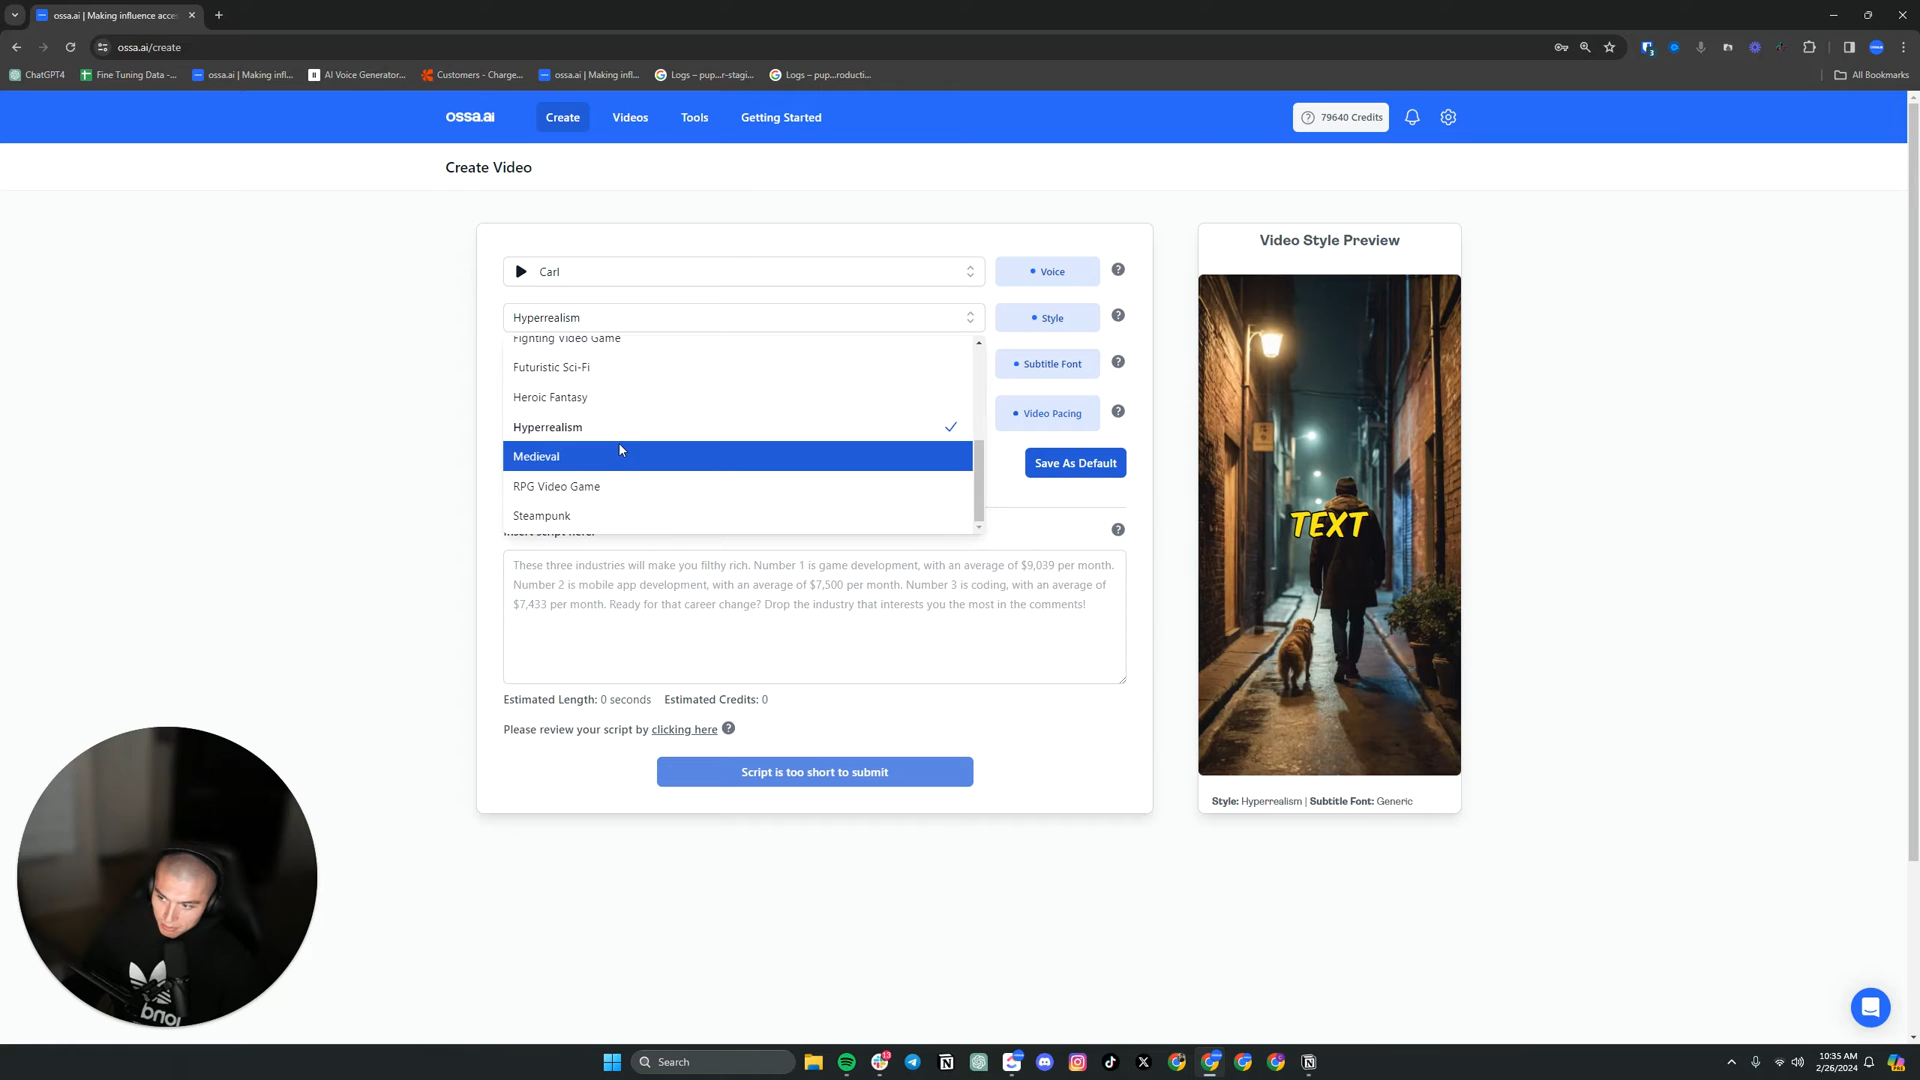 ossa.ai | Making influence acces
ossa.ai/create
ChatGPT4
Fine Tuning Data -...
ossa.ai | Making infl...
AI Voice Generator...
Customers - Charge...
ossa.ai | Making infl...
Logs – pup...r-stagi...
Logs – pup...roducti...
All Bookmarks
ossa.ai
Create
Videos
Tools
Getting Started
79640 Credits
Create Video
Carl
Voice
Hyperrealism
Style
Fighting Video Game
Futuristic Sci-Fi
Subtitle Font
Heroic Fantasy
Hyperrealism
Video Pacing
Medieval
Save As Default
RPG Video Game
Steampunk
Insert script here:
These three industries will make you filthy rich. Number 1 is game development, with an average of $9,039 per month.
Number 2 is mobile app development, with an average of $7,500 per month. Number 3 is coding, with an average of
$7,433 per month. Ready for that career change? Drop the industry that interests you the most in the comments!
Estimated Length: 0 seconds Estimated Credits: 0
Please review your script by clicking here
Script is too short to submit
Video Style Preview
TEXT
Style: Hyperrealism | Subtitle Font: Generic
Search
13
10:35 AM
2/26/2024